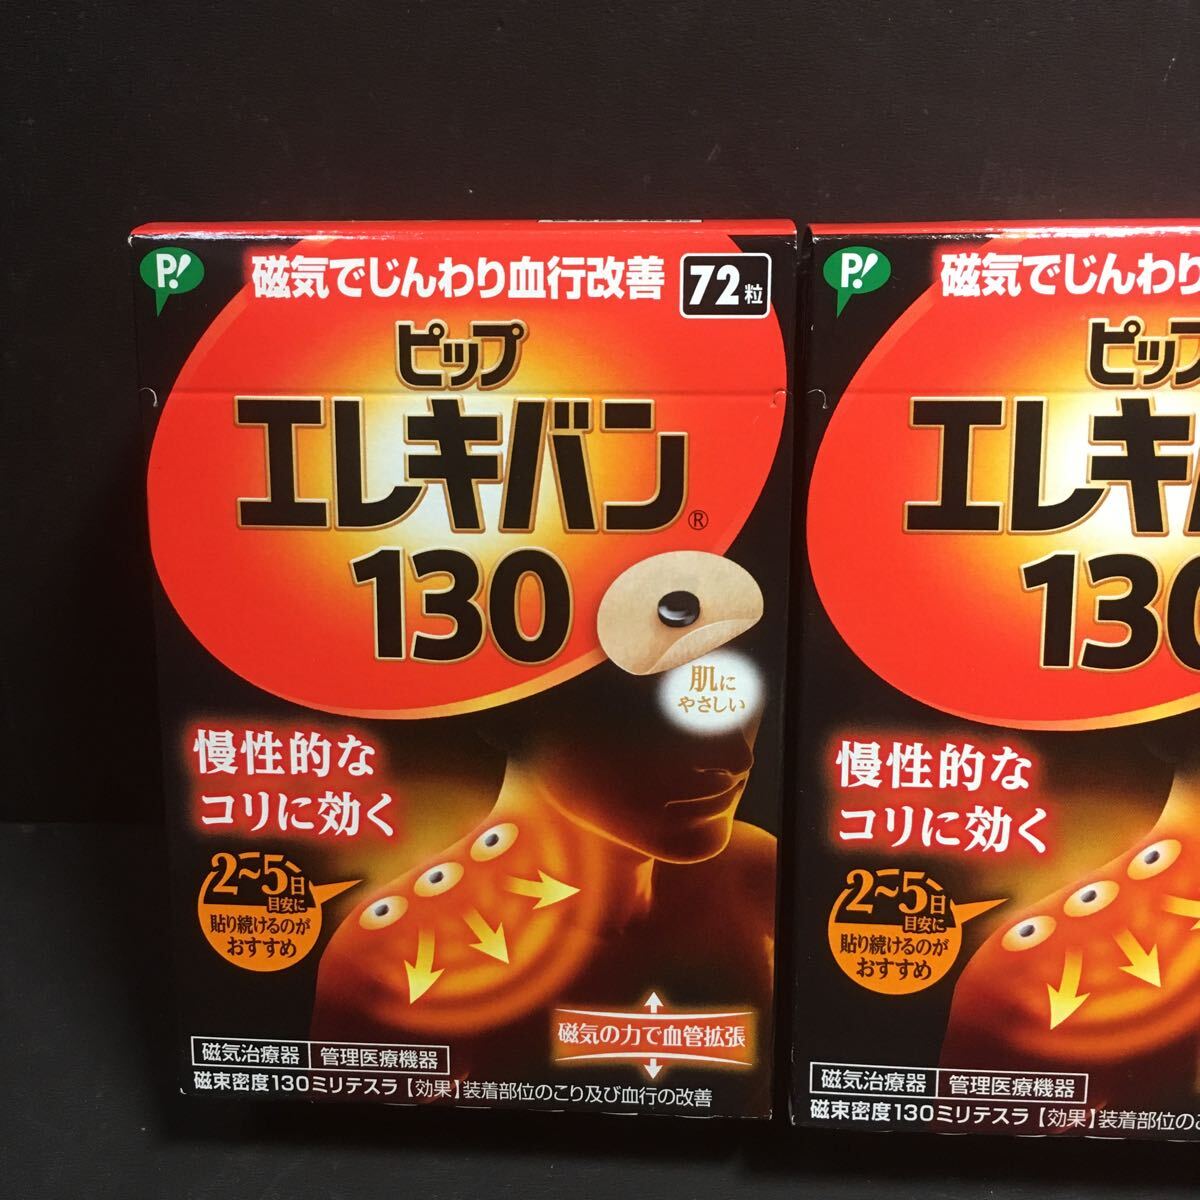 P!
磁気でじんわり血行改善
72粒
ピップ
エレキバン®
130
肌に
やさしい
慢性的な
コリに効く
2〜5日
目安に
貼り続けるのが
おすすめ
磁気の力で血管拡張
磁気治療器 管理医療機器
磁束密度130ミリテスラ【効果】装着部位のこり及び血行の改善
P!
磁気でじんわり
ピップ
エレキ
130
慢性的な
コリに効く
2〜5日
目安に
貼り続けるのが
おすすめ
磁気治療器 管理医療機器
磁束密度130ミリテスラ【効果】装着部位のこ